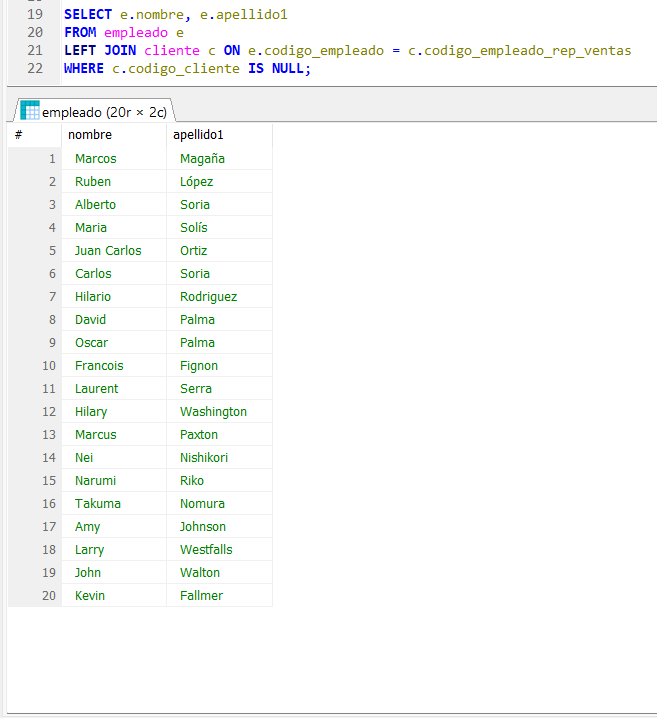 19 SELECT e.nombre, e.apellido1
20 FROM empleado e
21 LEFT JOIN cliente c ON e.codigo_empleado = c.codigo_empleado_rep_ventas
22 WHERE c.codigo_cliente IS NULL;
empleado (20r × 2c)
# nombre apellido1
1 Marcos Magaña
2 Ruben López
3 Alberto Soria
4 Maria Solís
5 Juan Carlos Ortiz
6 Carlos Soria
7 Hilario Rodriguez
8 David Palma
9 Oscar Palma
10 Francois Fignon
11 Laurent Serra
12 Hilary Washington
13 Marcus Paxton
14 Nei Nishikori
15 Narumi Riko
16 Takuma Nomura
17 Amy Johnson
18 Larry Westfalls
19 John Walton
20 Kevin Fallmer